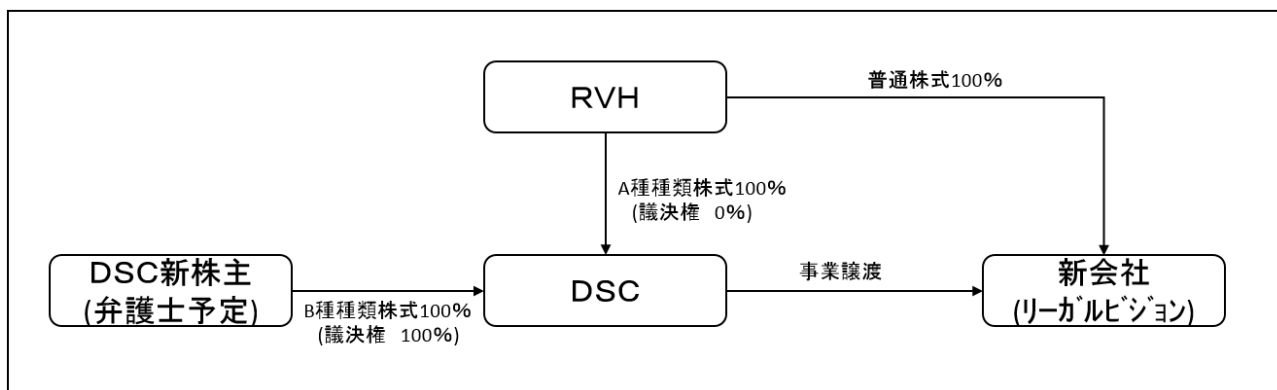 RVH
普通株式100%
A種種類株式100%
(議決権 0%)
DSC新株主
(弁護士予定)
B種種類株式100%
(議決権 100%)
DSC
事業譲渡
新会社
(ﾘｰｶﾞﾙﾋﾞｼﾞｮﾝ)